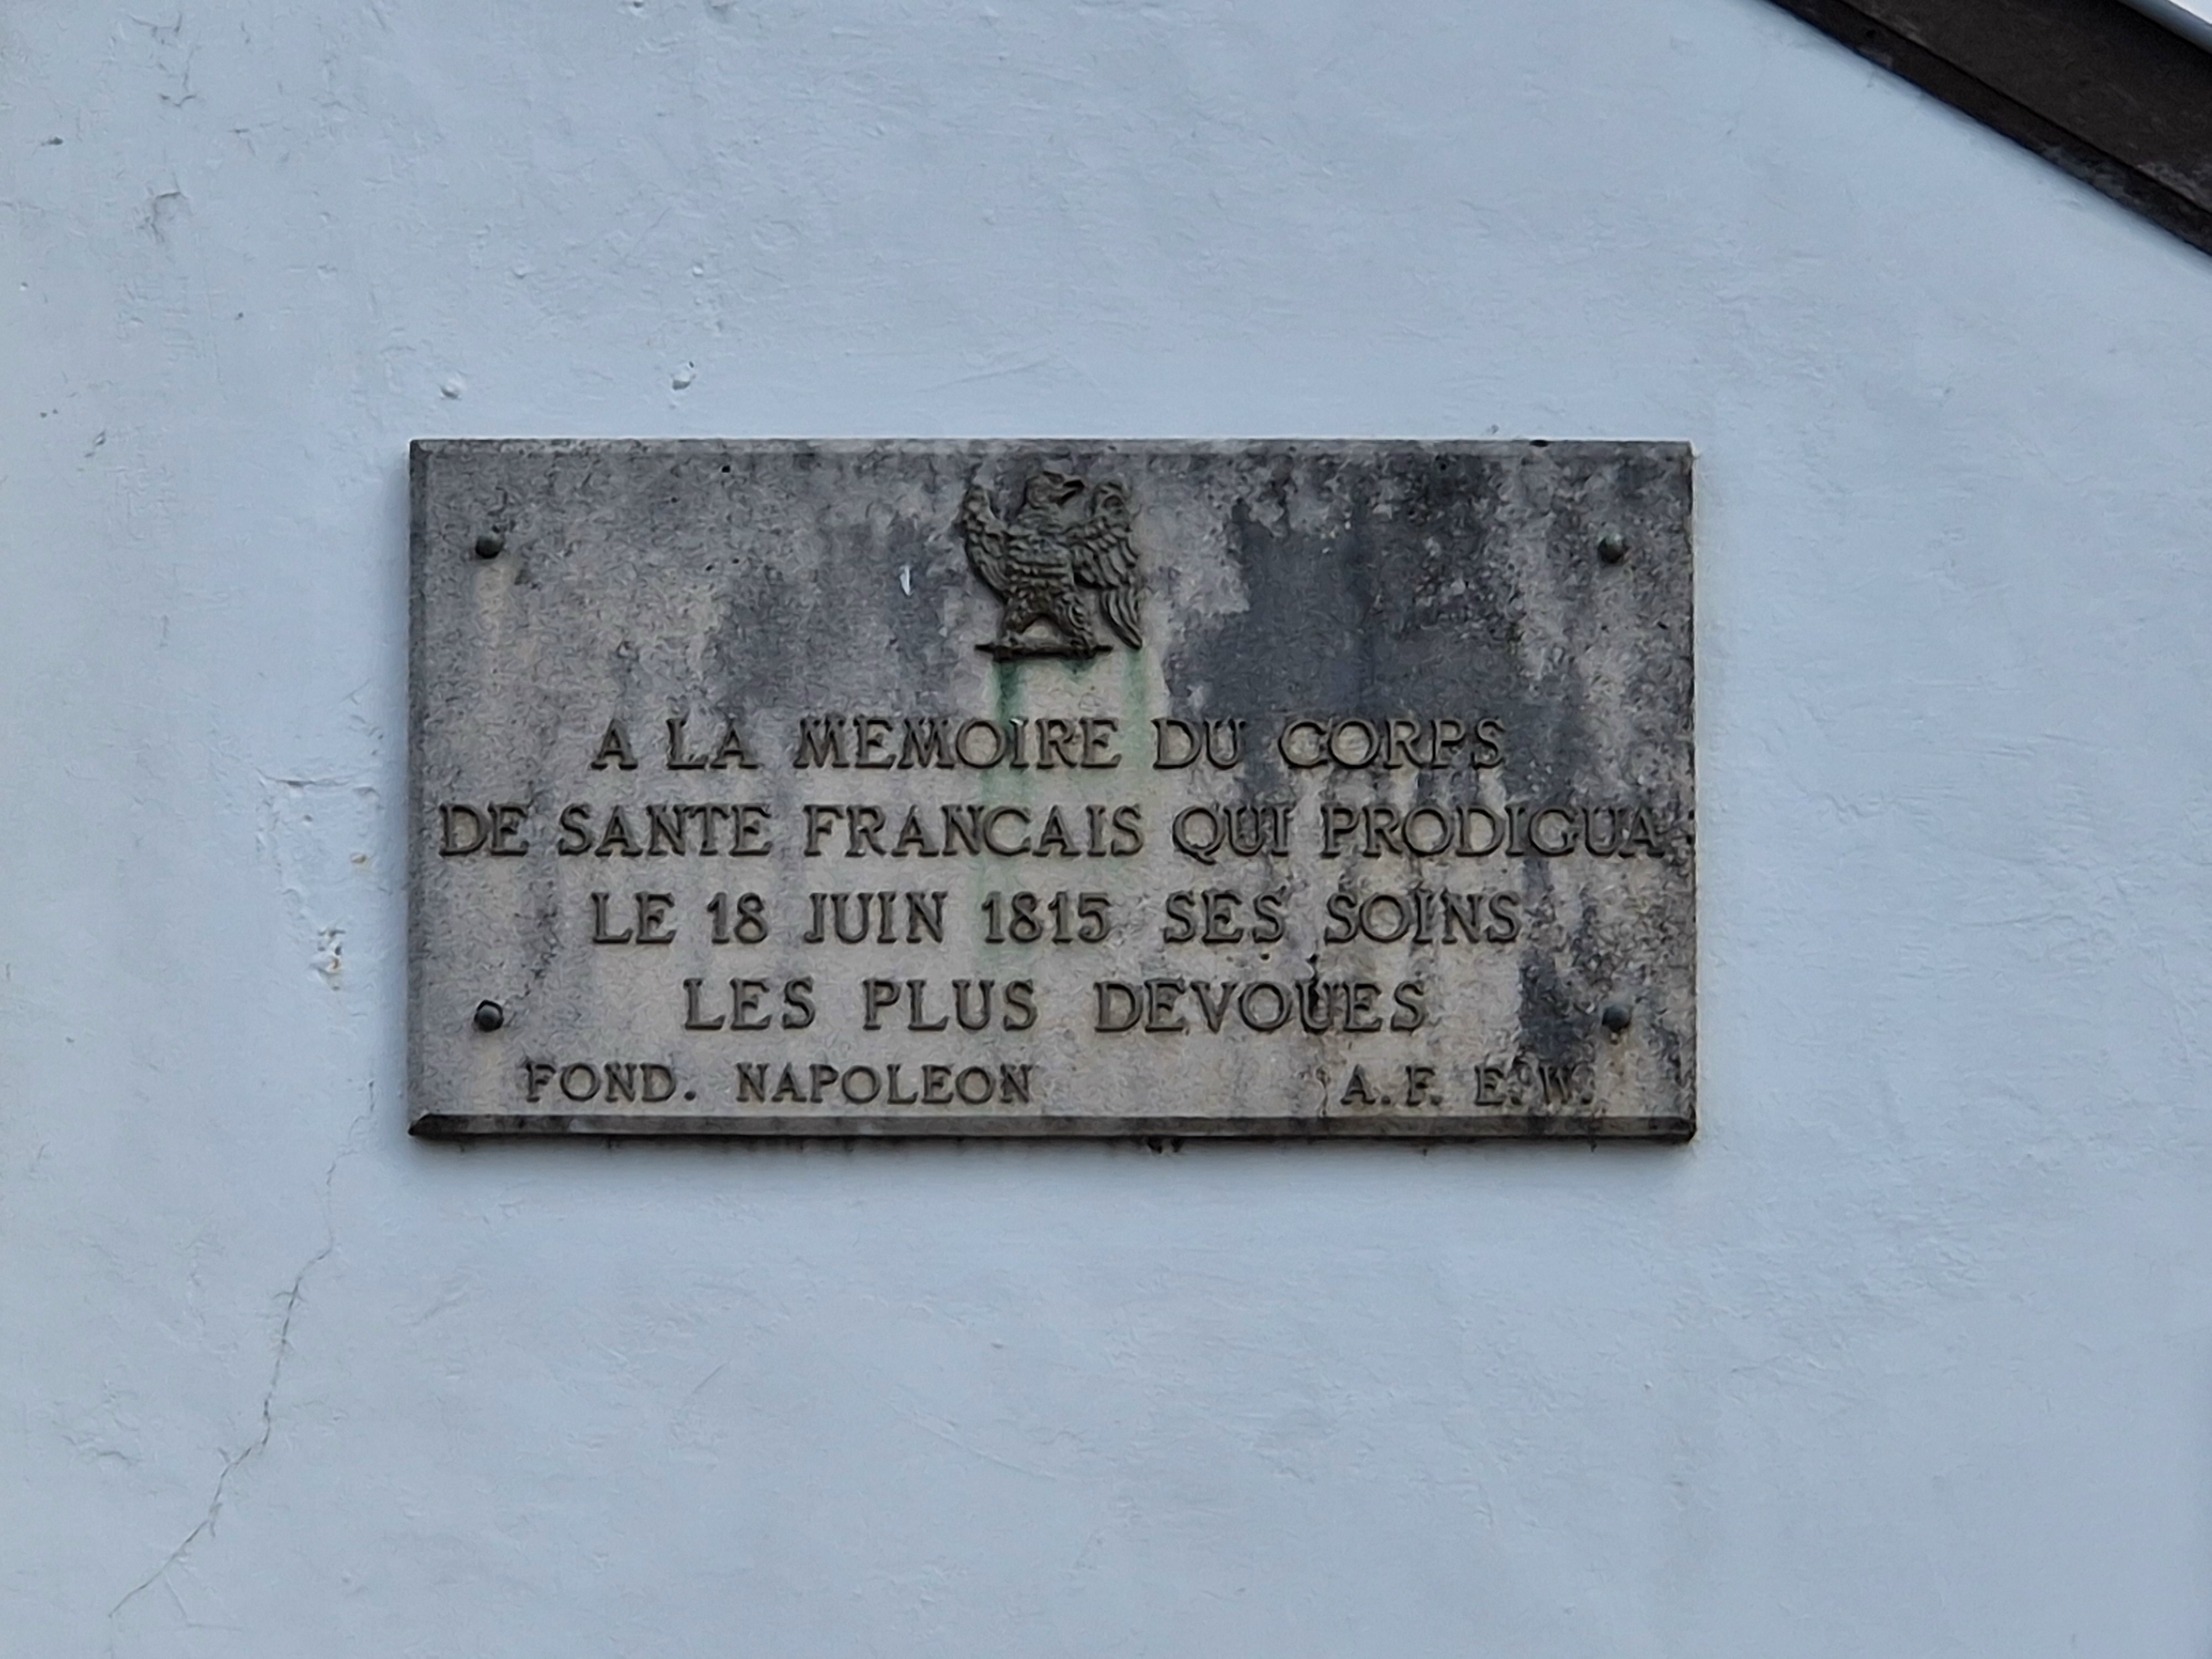 A LA MEMOIRE DU CORPS
DE SANTE FRANCAIS QUI PRODIGUA
LE 18 JUIN 1815 SES SOINS
LES PLUS DEVOUES
FOND. NAPOLEON A. F. E. W.